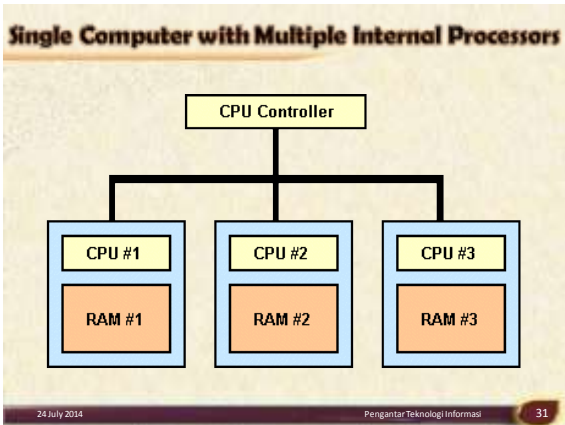 Single Computer with Multiple Internal Processors
CPU Controller
CPU #1
RAM #1
CPU #2
RAM #2
CPU #3
RAM #3
24 July 2014
Pengantar Teknologi Informasi
31